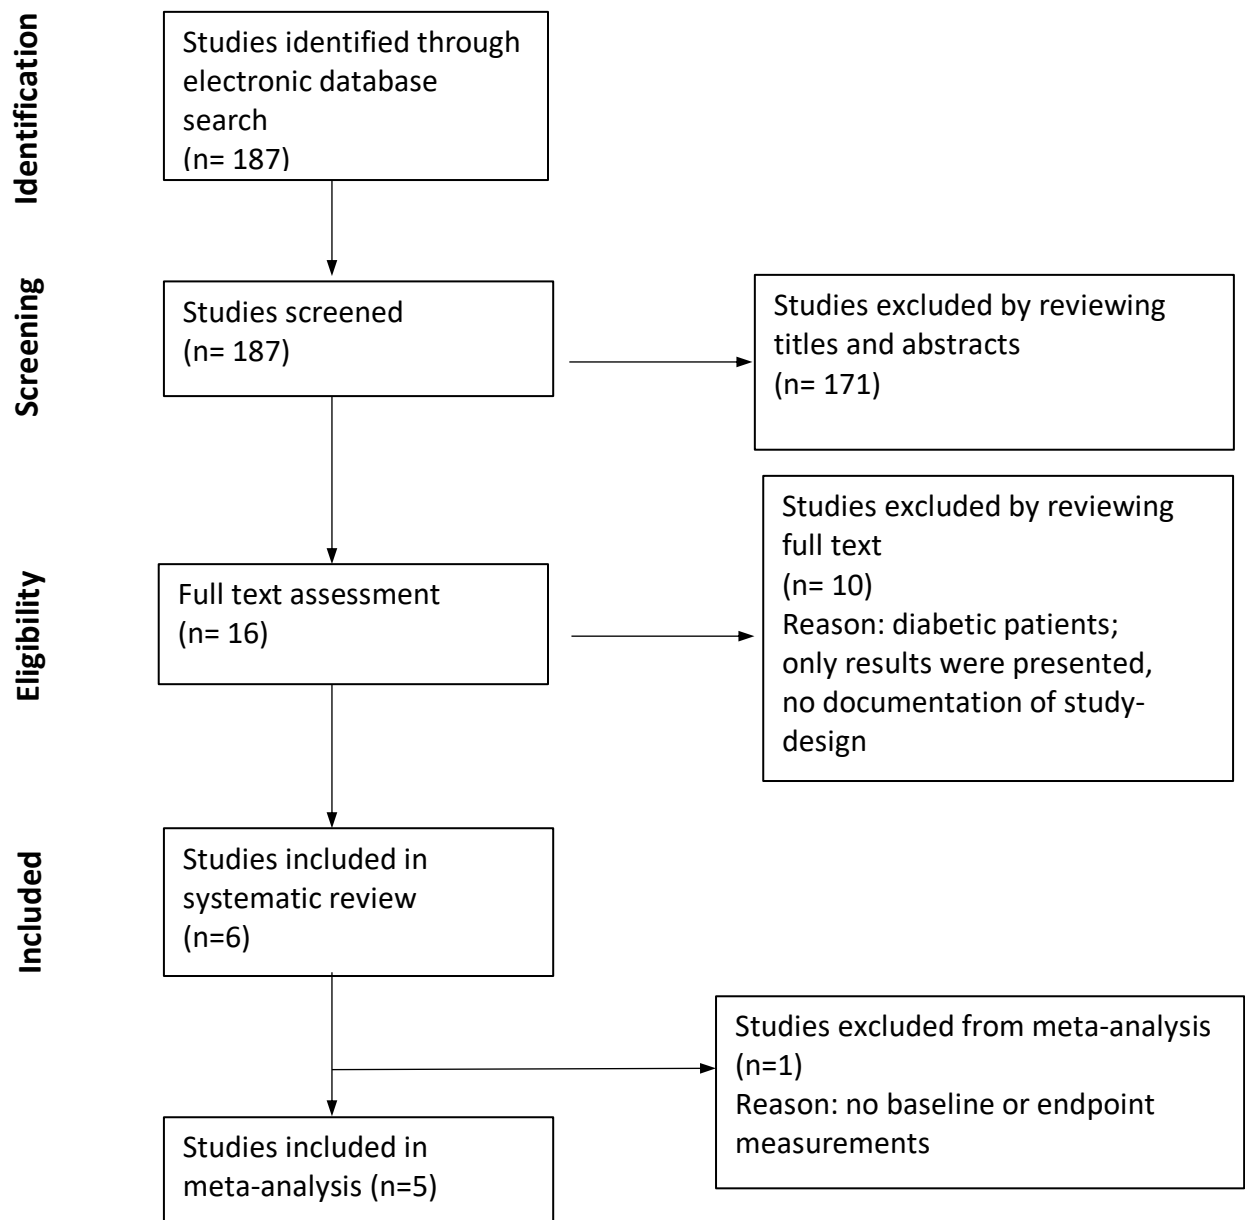 Identification
Studies identified through
electronic database
search
(n= 187)
Screening
Studies screened
(n= 187)
Studies excluded by reviewing
titles and abstracts
(n= 171)
Eligibility
Full text assessment
(n= 16)
Studies excluded by reviewing
full text
(n= 10)
Reason: diabetic patients;
only results were presented,
no documentation of study-
design
Included
Studies included in
systematic review
(n=6)
Studies excluded from meta-analysis
(n=1)
Reason: no baseline or endpoint
measurements
Studies included in
meta-analysis (n=5)